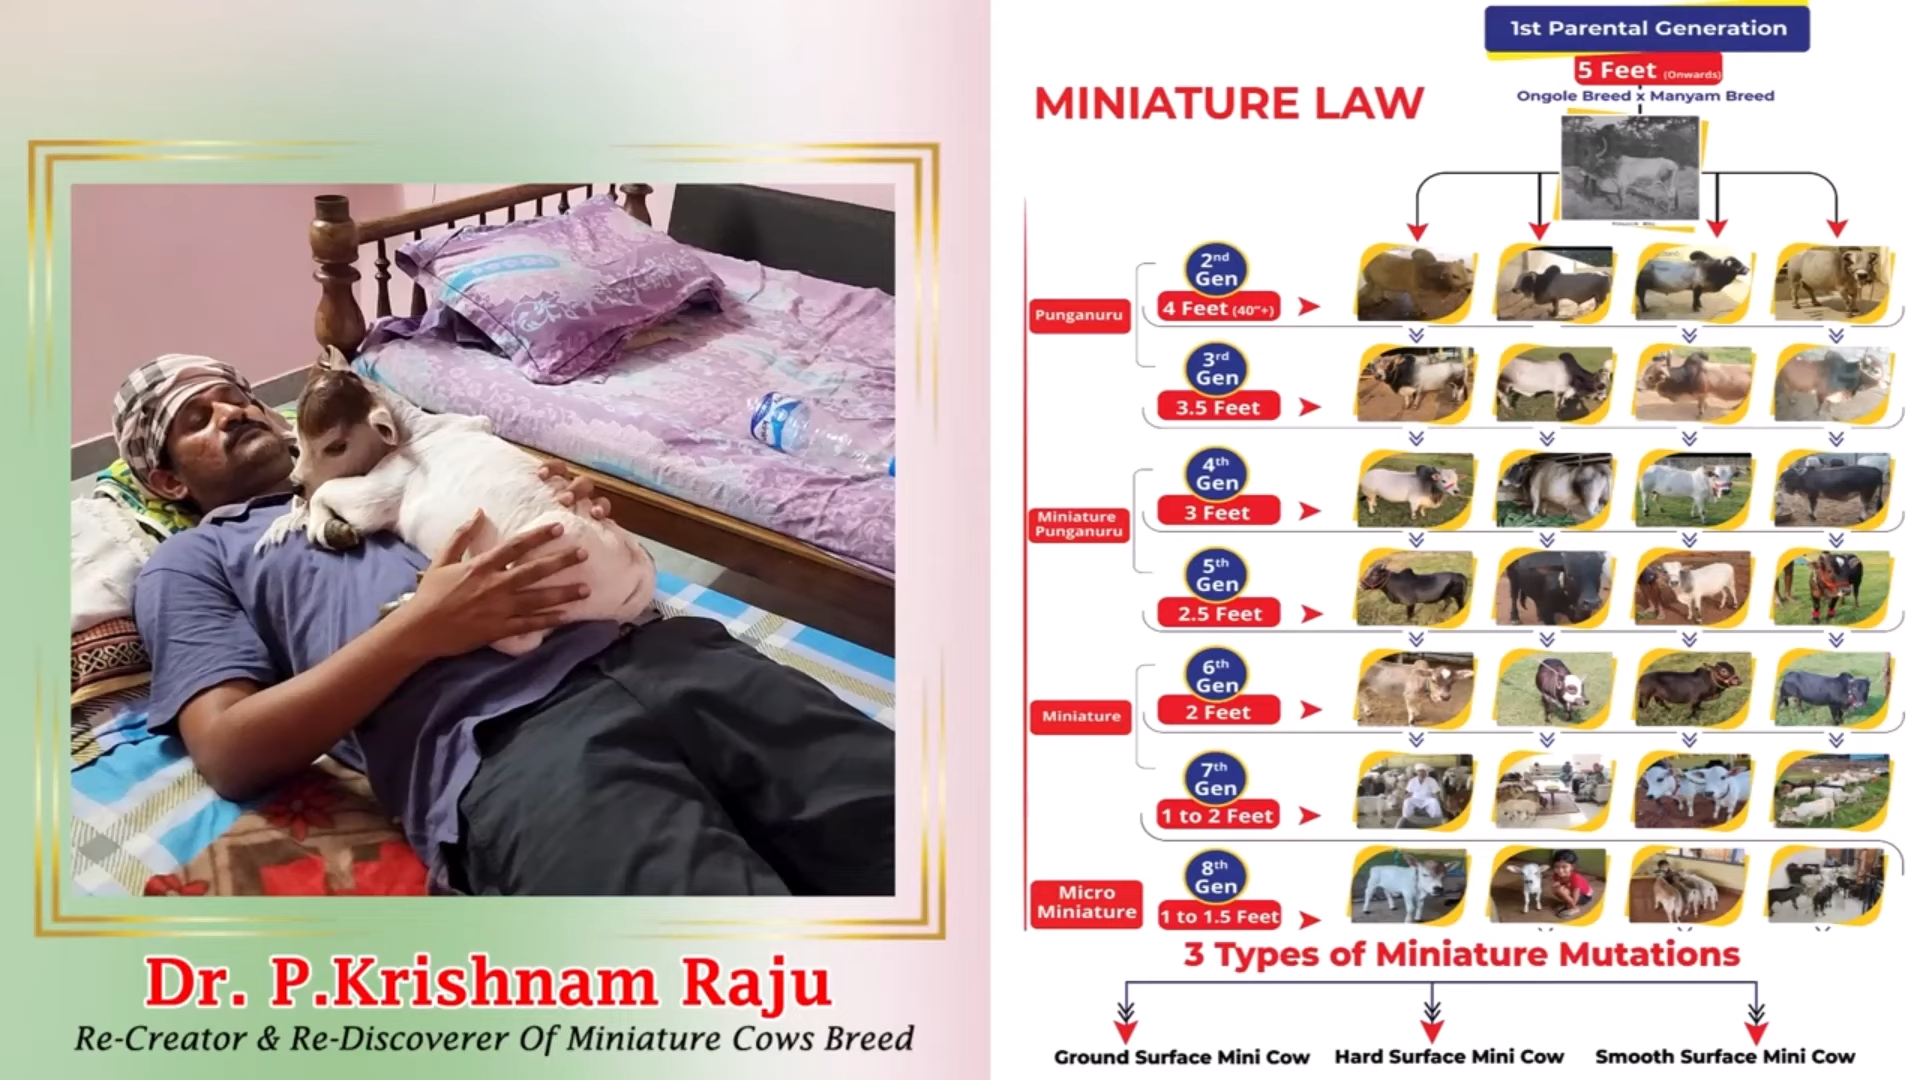 Dr. P.Krishnam Raju
Re-Creator & Re-Discoverer Of Miniature Cows Breed
MINIATURE LAW
1st Parental Generation
5 Feet (Onwards)
Ongole Breed x Manyam Breed
Punganuru
2nd
Gen
4 Feet (40"+)
3rd
Gen
3.5 Feet
Miniature
Punganuru
4th
Gen
3 Feet
5th
Gen
2.5 Feet
Miniature
6th
Gen
2 Feet
7th
Gen
1 to 2 Feet
Micro
Miniature
8th
Gen
1 to 1.5 Feet
3 Types of Miniature Mutations
Ground Surface Mini Cow
Hard Surface Mini Cow
Smooth Surface Mini Cow